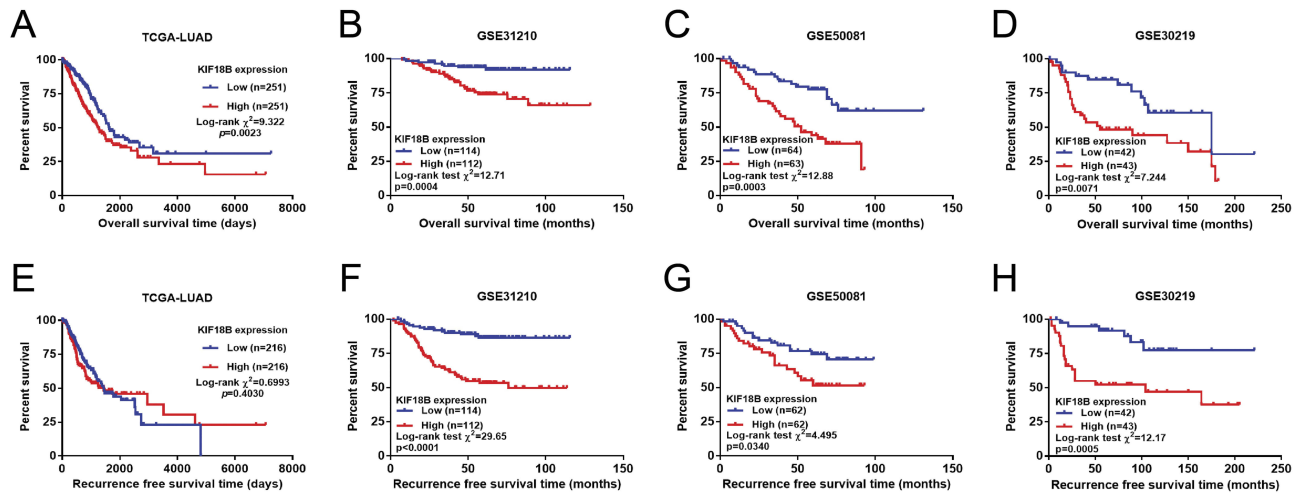 A
TCGA-LUAD
Percent survival
100
75
50
25
0
KIF18B expression
Low (n=251)
High (n=251)
Log-rank χ²=9.322
p=0.0023
0 2000 4000 6000 8000
Overall survival time (days)
B
GSE31210
Percent survival
100
75
50
25
0
KIF18B expression
Low (n=114)
High (n=112)
Log-rank test χ²=12.71
p=0.0004
0 50 100 150
Overall survival time (months)
C
GSE50081
Percent survival
100
75
50
25
0
KIF18B expression
Low (n=64)
High (n=63)
Log-rank test χ²=12.88
p=0.0003
0 50 100 150
Overall survival time (months)
D
GSE30219
Percent survival
100
75
50
25
0
KIF18B expression
Low (n=42)
High (n=43)
Log-rank test χ²=7.244
p=0.0071
0 50 100 150 200 250
Overall survival time (months)
E
TCGA-LUAD
Percent survival
100
75
50
25
0
KIF18B expression
Low (n=216)
High (n=216)
Log-rank χ²=0.6993
p=0.4030
0 2000 4000 6000 8000
Recurrence free survival time (days)
F
GSE31210
Percent survival
100
75
50
25
0
KIF18B expression
Low (n=114)
High (n=112)
Log-rank test χ²=29.65
p<0.0001
0 50 100 150
Recurrence free survival time (months)
G
GSE50081
Percent survival
100
75
50
25
0
KIF18B expression
Low (n=62)
High (n=62)
Log-rank test χ²=4.495
p=0.0340
0 50 100 150
Recurrence free survival time (months)
H
GSE30219
Percent survival
100
75
50
25
0
KIF18B expression
Low (n=42)
High (n=43)
Log-rank test χ²=12.17
p=0.0005
0 50 100 150 200 250
Recurrence free survival time (months)